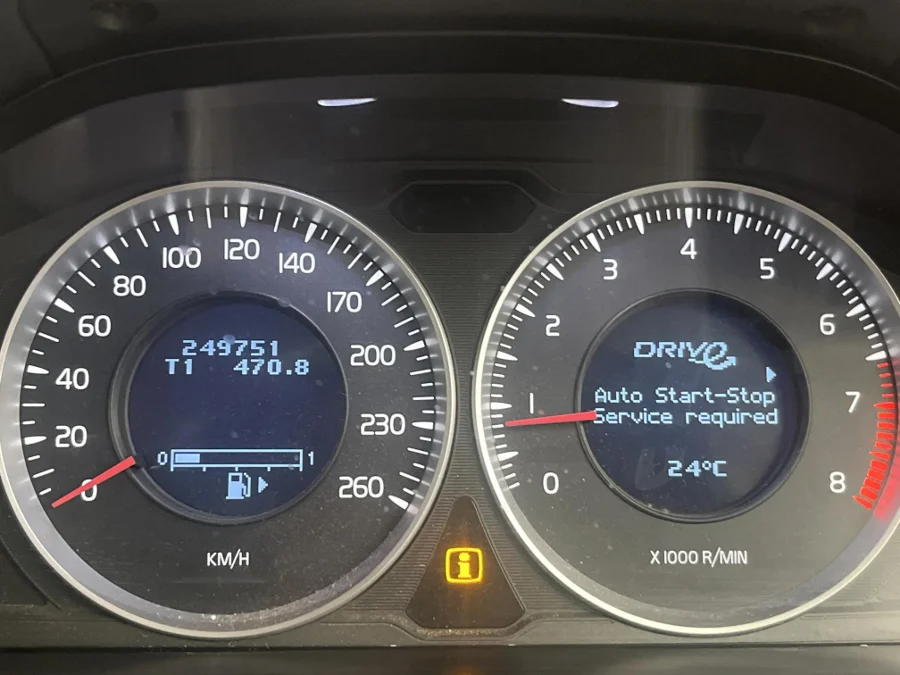 249751
T1 470.8
0 1
0
20
40
60
80
100
120
140
170
200
230
260
KM/H
DRIVe
Auto Start-Stop
Service required
24°C
0
1
2
3
4
5
6
7
8
X 1000 R/MIN
i